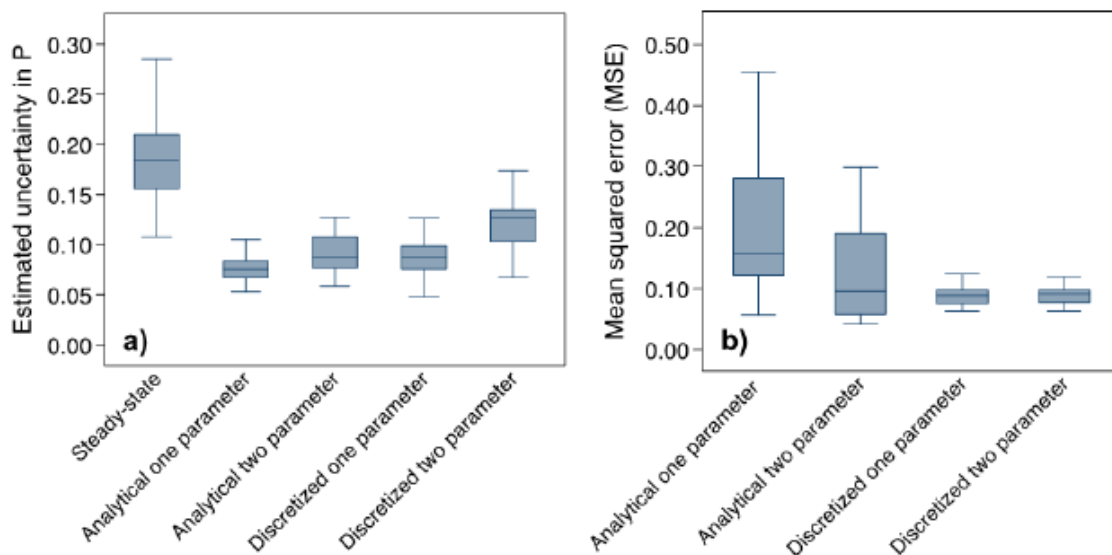 Estimated uncertainty in P
0.30
0.25
0.20
0.15
0.10
0.05
0.00
a)
Steady-state
Analytical one parameter
Analytical two parameter
Discretized one parameter
Discretized two parameter
Mean squared error (MSE)
0.50
0.40
0.30
0.20
0.10
0.00
b)
Analytical one parameter
Analytical two parameter
Discretized one parameter
Discretized two parameter